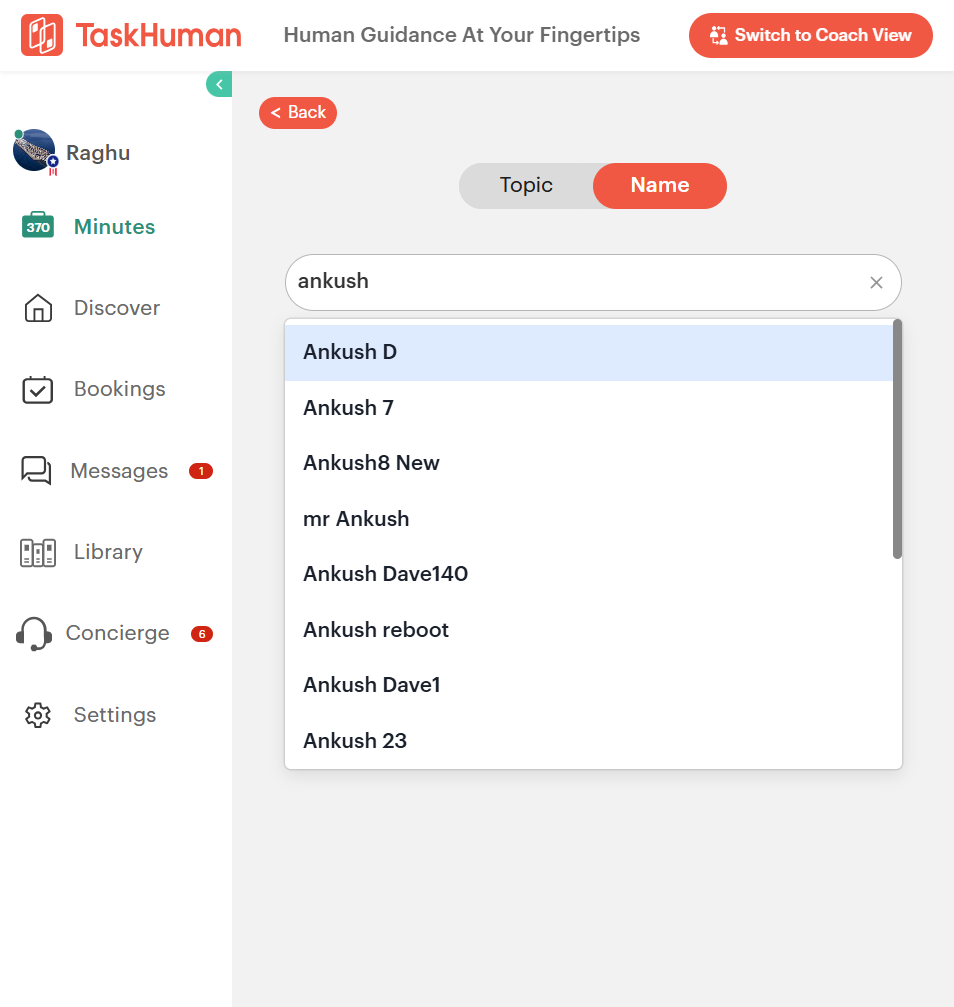 TaskHuman
Human Guidance At Your Fingertips
Switch to Coach View
< Back
Raghu
370 Minutes
Discover
Bookings
Messages 1
Library
Concierge 6
Settings
Topic
Name
ankush
Ankush D
Ankush 7
Ankush8 New
mr Ankush
Ankush Dave140
Ankush reboot
Ankush Dave1
Ankush 23